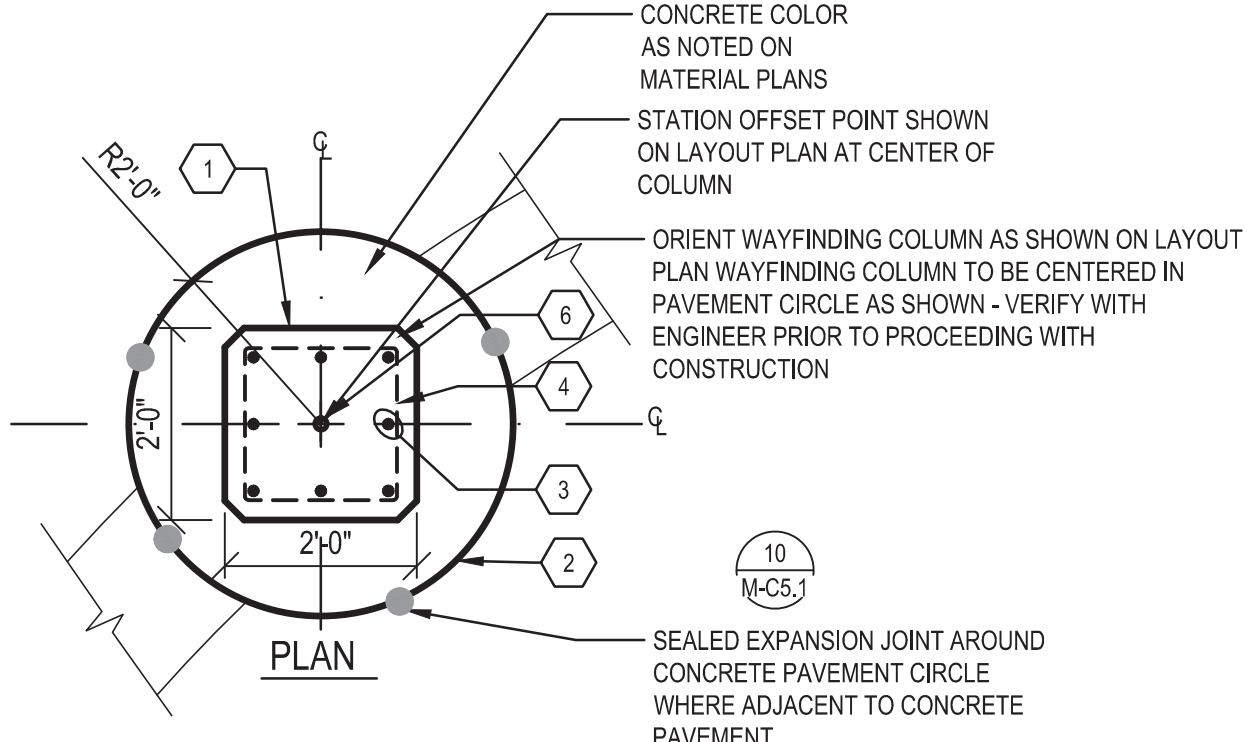 CONCRETE COLOR
AS NOTED ON
MATERIAL PLANS
STATION OFFSET POINT SHOWN
ON LAYOUT PLAN AT CENTER OF
COLUMN
ORIENT WAYFINDING COLUMN AS SHOWN ON LAYOUT
PLAN WAYFINDING COLUMN TO BE CENTERED IN
PAVEMENT CIRCLE AS SHOWN - VERIFY WITH
ENGINEER PRIOR TO PROCEEDING WITH
CONSTRUCTION
R2'-0"
1
℄
6
4
℄
2'-0"
3
2'-0"
2
10
M-C5.1
PLAN
SEALED EXPANSION JOINT AROUND
CONCRETE PAVEMENT CIRCLE
WHERE ADJACENT TO CONCRETE
PAVEMENT